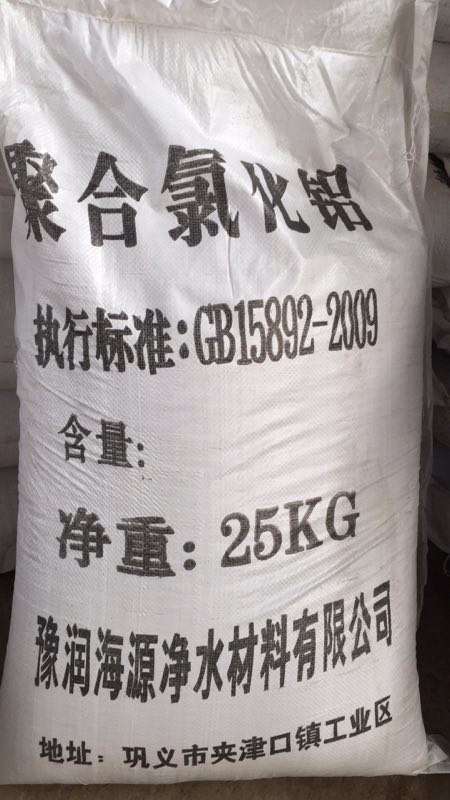 聚合氯化铝
执行标准:GB15892-2009
含量:
净重: 25KG
豫润海源净水材料有限公司
地址: 巩义市夹津口镇工业区